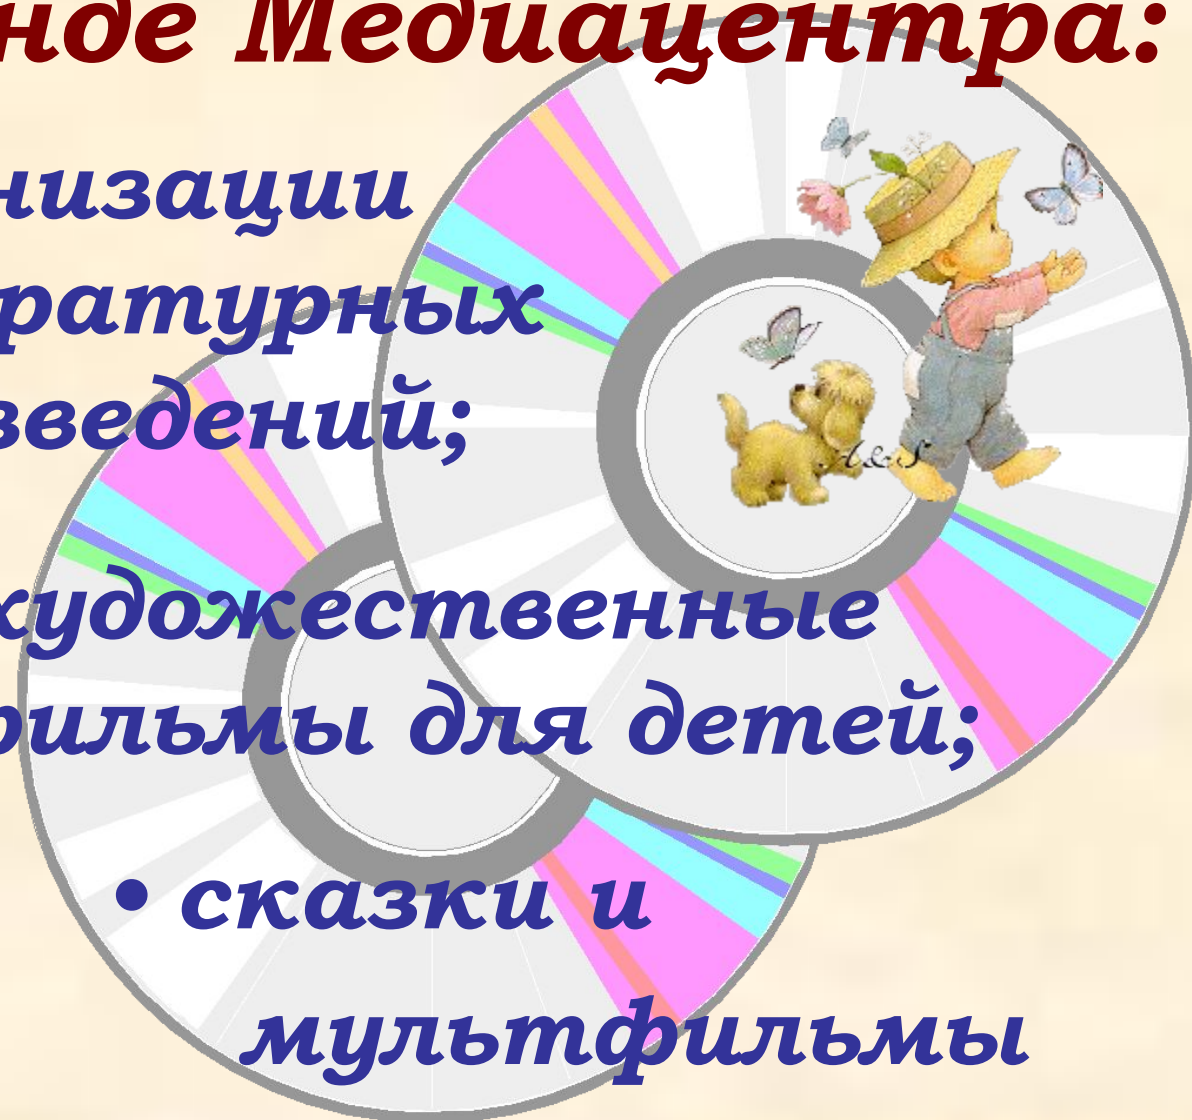 нде Медиацентра:
низации
ратурных
зведений;
A&S
художественные
фильмы для детей;
• сказки и
мультфильмы